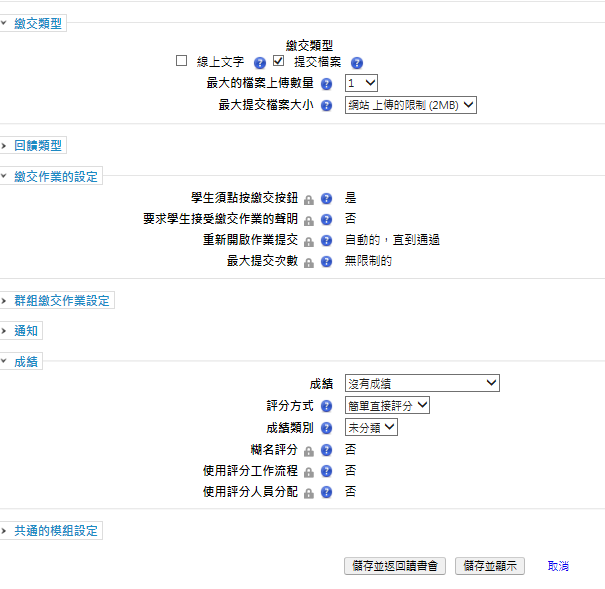 繳交類型
繳交類型
線上文字 提交檔案
最大的檔案上傳數量 1
最大提交檔案大小 網站 上傳的限制 (2MB)
回饋類型
繳交作業的設定
學生須點按繳交按鈕 是
要求學生接受繳交作業的聲明 否
重新開啟作業提交 自動的，直到通過
最大提交次數 無限制的
群組繳交作業設定
通知
成績
成績 沒有成績
評分方式 簡單直接評分
成績類別 未分類
糊名評分 否
使用評分工作流程 否
使用評分人員分配 否
共通的模組設定
儲存並返回讀書會 儲存並顯示 取消